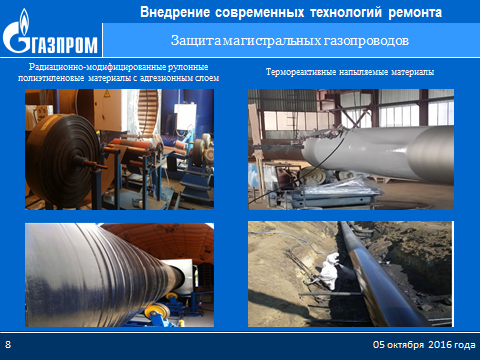 Внедрение современных технологий ремонта
ГАЗПРОМ
Защита магистральных газопроводов
Радиационно-модифицированные рулонные
полиэтиленовые материалы с адгезионным слоем
Термореактивные напыляемые материалы
8
05 октября 2016 года